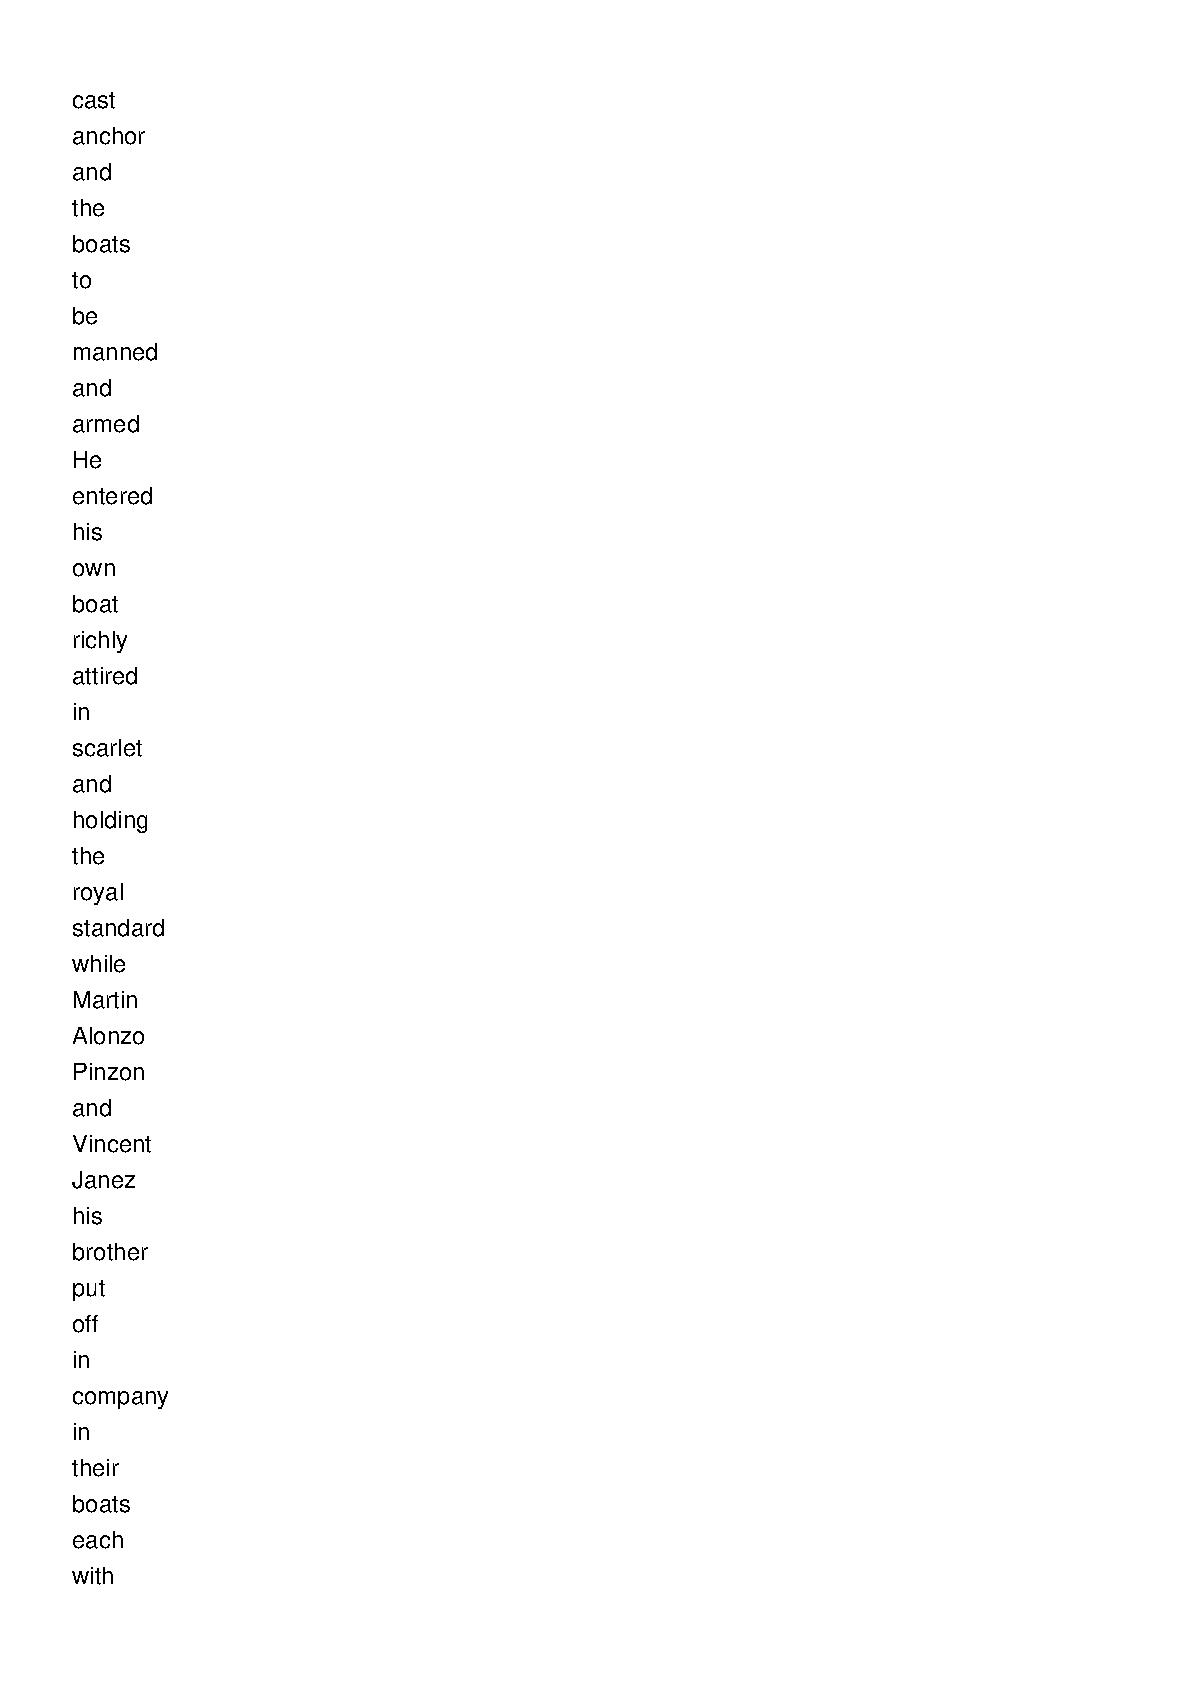 cast
anchor
and
the
boats
to
be
manned
and
armed
He
entered
his
own
boat
richly
attired
in
scarlet
and
holding
the
royal
standard
while
Martin
Alonzo
Pinzon
and
Vincent
Janez
his
brother
put
off
in
company
in
their
boats
each
with